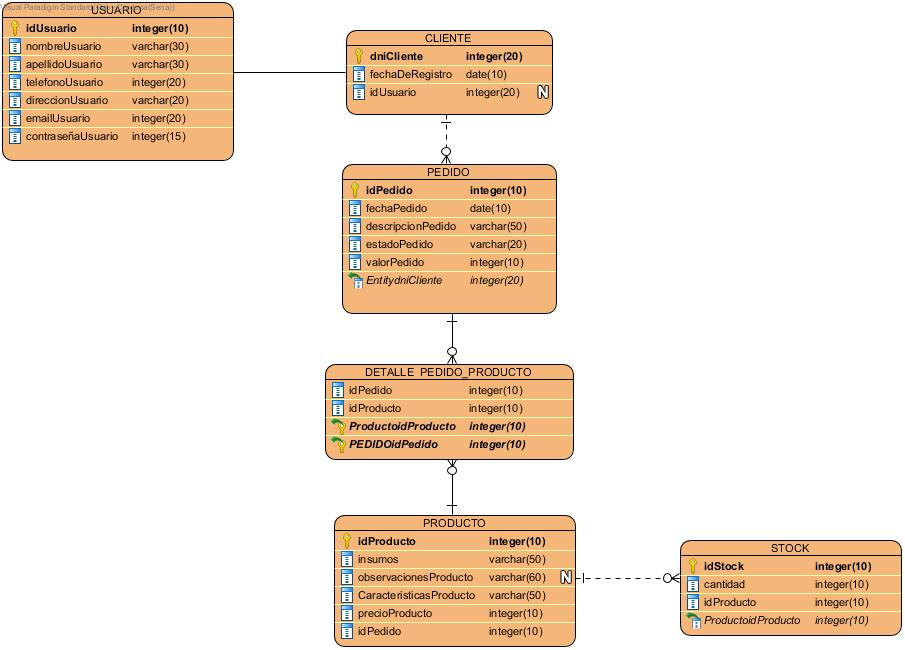 USUARIO
idUsuario integer(10)
nombreUsuario varchar(30)
apellidoUsuario varchar(30)
telefonoUsuario integer(20)
direccionUsuario varchar(20)
emailUsuario integer(20)
contraseñaUsuario integer(15)
CLIENTE
dniCliente integer(20)
fechaDeRegistro date(10)
idUsuario integer(20) N
PEDIDO
idPedido integer(10)
fechaPedido date(10)
descripcionPedido varchar(50)
estadoPedido varchar(20)
valorPedido integer(10)
EntitydniCliente integer(20)
DETALLE PEDIDO_PRODUCTO
idPedido integer(10)
idProducto integer(10)
ProductoidProducto integer(10)
PEDIDOidPedido integer(10)
PRODUCTO
idProducto integer(10)
insumos varchar(50)
observacionesProducto varchar(60) N
CaracteristicasProducto varchar(50)
precioProducto integer(10)
idPedido integer(10)
STOCK
idStock integer(10)
cantidad integer(10)
idProducto integer(10)
ProductoidProducto integer(10)